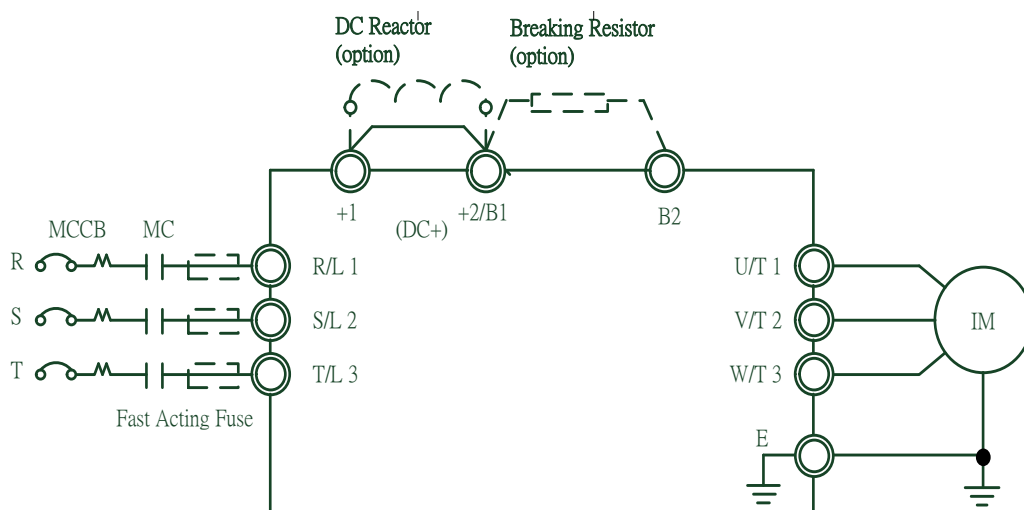 DC Reactor
(option)
Breaking Resistor
(option)
+1
(DC+)
+2/B1
B2
MCCB
MC
R
R/L 1
U/T 1
S
S/L 2
V/T 2
IM
T
T/L 3
W/T 3
Fast Acting Fuse
E